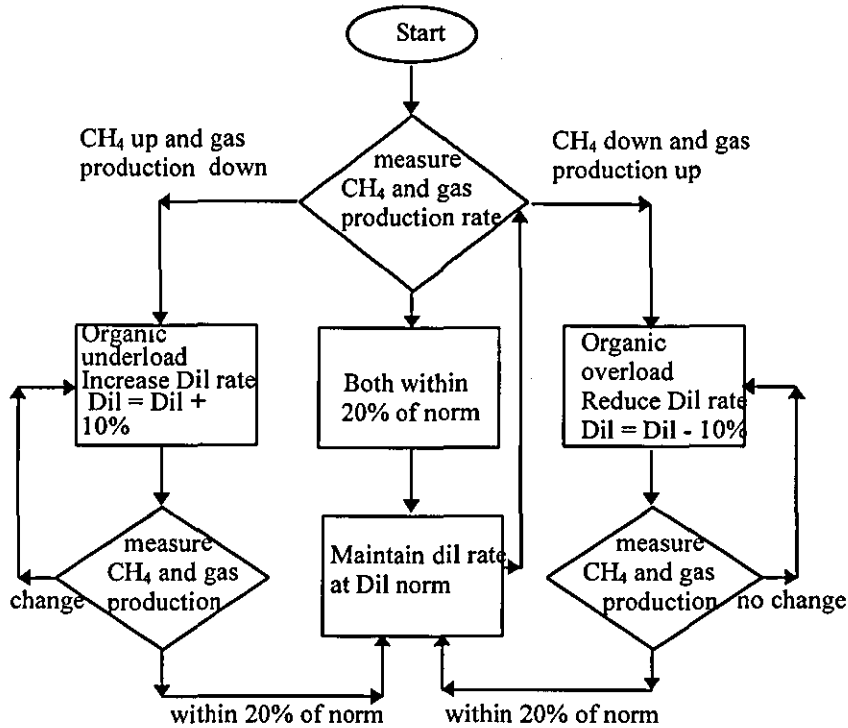 Start
CH₄ up and gas
production down
measure
CH₄ and gas
production rate
CH₄ down and gas
production up
Organic
underload
Increase Dil rate
Dil = Dil +
10%
Both within
20% of norm
Organic
overload
Reduce Dil rate
Dil = Dil - 10%
measure
CH₄ and gas
production
change
Maintain dil rate
at Dil norm
measure
CH₄ and gas
production
no change
within 20% of norm
within 20% of norm